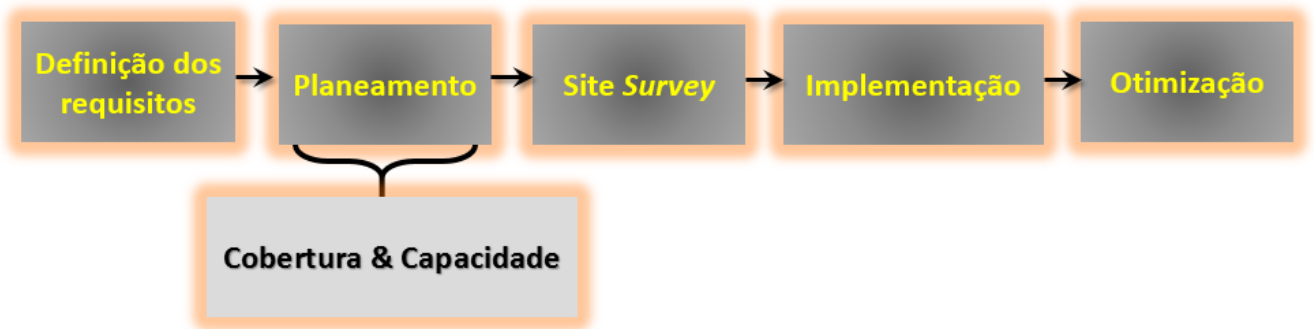 Definição dos
requisitos
Planeamento
Site Survey
Implementação
Otimização
Cobertura & Capacidade